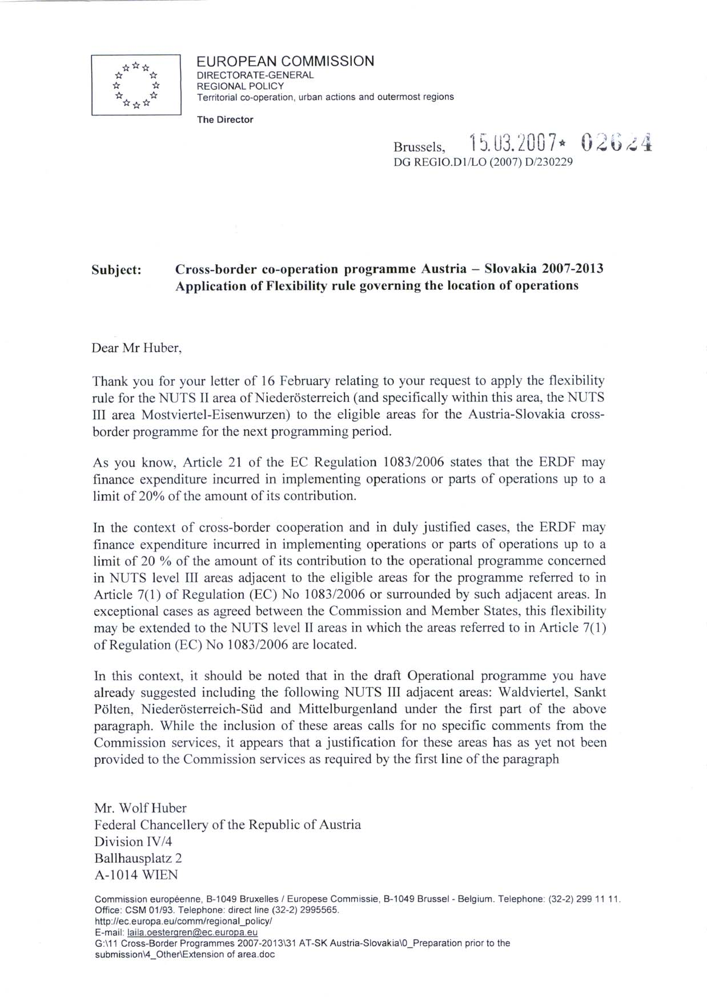 EUROPEAN COMMISSION
DIRECTORATE-GENERAL
REGIONAL POLICY
Territorial co-operation, urban actions and outermost regions
The Director
Brussels, 15.03.2007* 02624
DG REGIO.D1/LO (2007) D/230229
Subject: Cross-border co-operation programme Austria – Slovakia 2007-2013
Application of Flexibility rule governing the location of operations
Dear Mr Huber,
Thank you for your letter of 16 February relating to your request to apply the flexibility
rule for the NUTS II area of Niederösterreich (and specifically within this area, the NUTS
III area Mostviertel-Eisenwurzen) to the eligible areas for the Austria-Slovakia cross-
border programme for the next programming period.
As you know, Article 21 of the EC Regulation 1083/2006 states that the ERDF may
finance expenditure incurred in implementing operations or parts of operations up to a
limit of 20% of the amount of its contribution.
In the context of cross-border cooperation and in duly justified cases, the ERDF may
finance expenditure incurred in implementing operations or parts of operations up to a
limit of 20 % of the amount of its contribution to the operational programme concerned
in NUTS level III areas adjacent to the eligible areas for the programme referred to in
Article 7(1) of Regulation (EC) No 1083/2006 or surrounded by such adjacent areas. In
exceptional cases as agreed between the Commission and Member States, this flexibility
may be extended to the NUTS level II areas in which the areas referred to in Article 7(1)
of Regulation (EC) No 1083/2006 are located.
In this context, it should be noted that in the draft Operational programme you have
already suggested including the following NUTS III adjacent areas: Waldviertel, Sankt
Pölten, Niederösterreich-Süd and Mittelburgenland under the first part of the above
paragraph. While the inclusion of these areas calls for no specific comments from the
Commission services, it appears that a justification for these areas has as yet not been
provided to the Commission services as required by the first line of the paragraph
Mr. Wolf Huber
Federal Chancellery of the Republic of Austria
Division IV/4
Ballhausplatz 2
A-1014 WIEN
Commission européenne, B-1049 Bruxelles / Europese Commissie, B-1049 Brussel - Belgium. Telephone: (32-2) 299 11 11.
Office: CSM 01/93. Telephone: direct line (32-2) 2995565.
http://ec.europa.eu/comm/regional_policy/
E-mail: laila.oestergren@ec.europa.eu
G:\11 Cross-Border Programmes 2007-2013\31 AT-SK Austria-Slovakia\0_Preparation prior to the
submission\4_Other\Extension of area.doc